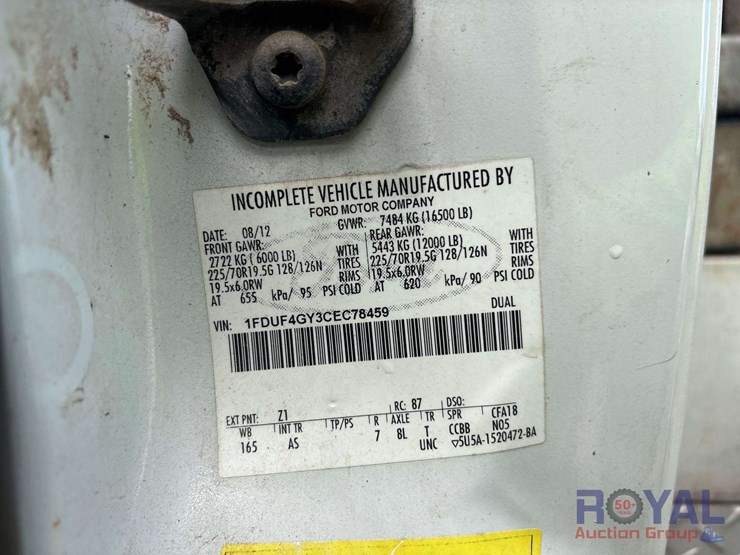 INCOMPLETE VEHICLE MANUFACTURED BY
FORD MOTOR COMPANY
DATE: 08/12 GVWR: 7484 KG (16500 LB)
FRONT GAWR: REAR GAWR:
2722 KG ( 6000 LB) WITH 5443 KG (12000 LB) WITH
225/70R19.5G 128/126N TIRES 225/70R19.5G 128/126N TIRES
19.5x6.0RW RIMS 19.5x6.0RW RIMS
AT 655 kPa/ 95 PSI COLD AT 620 kPa/ 90 PSI COLD
VIN: 1FDUF4GY3CEC78459 DUAL
EXT PNT: Z1 RC: 87 DSO:
WB INT TR TP/PS R AXLE TR SPR CFA18
165 AS 7 8L T CCBB N05
UNC ▽5U5A-1520472-BA
ROYAL
50+
YEARS
Auction Group